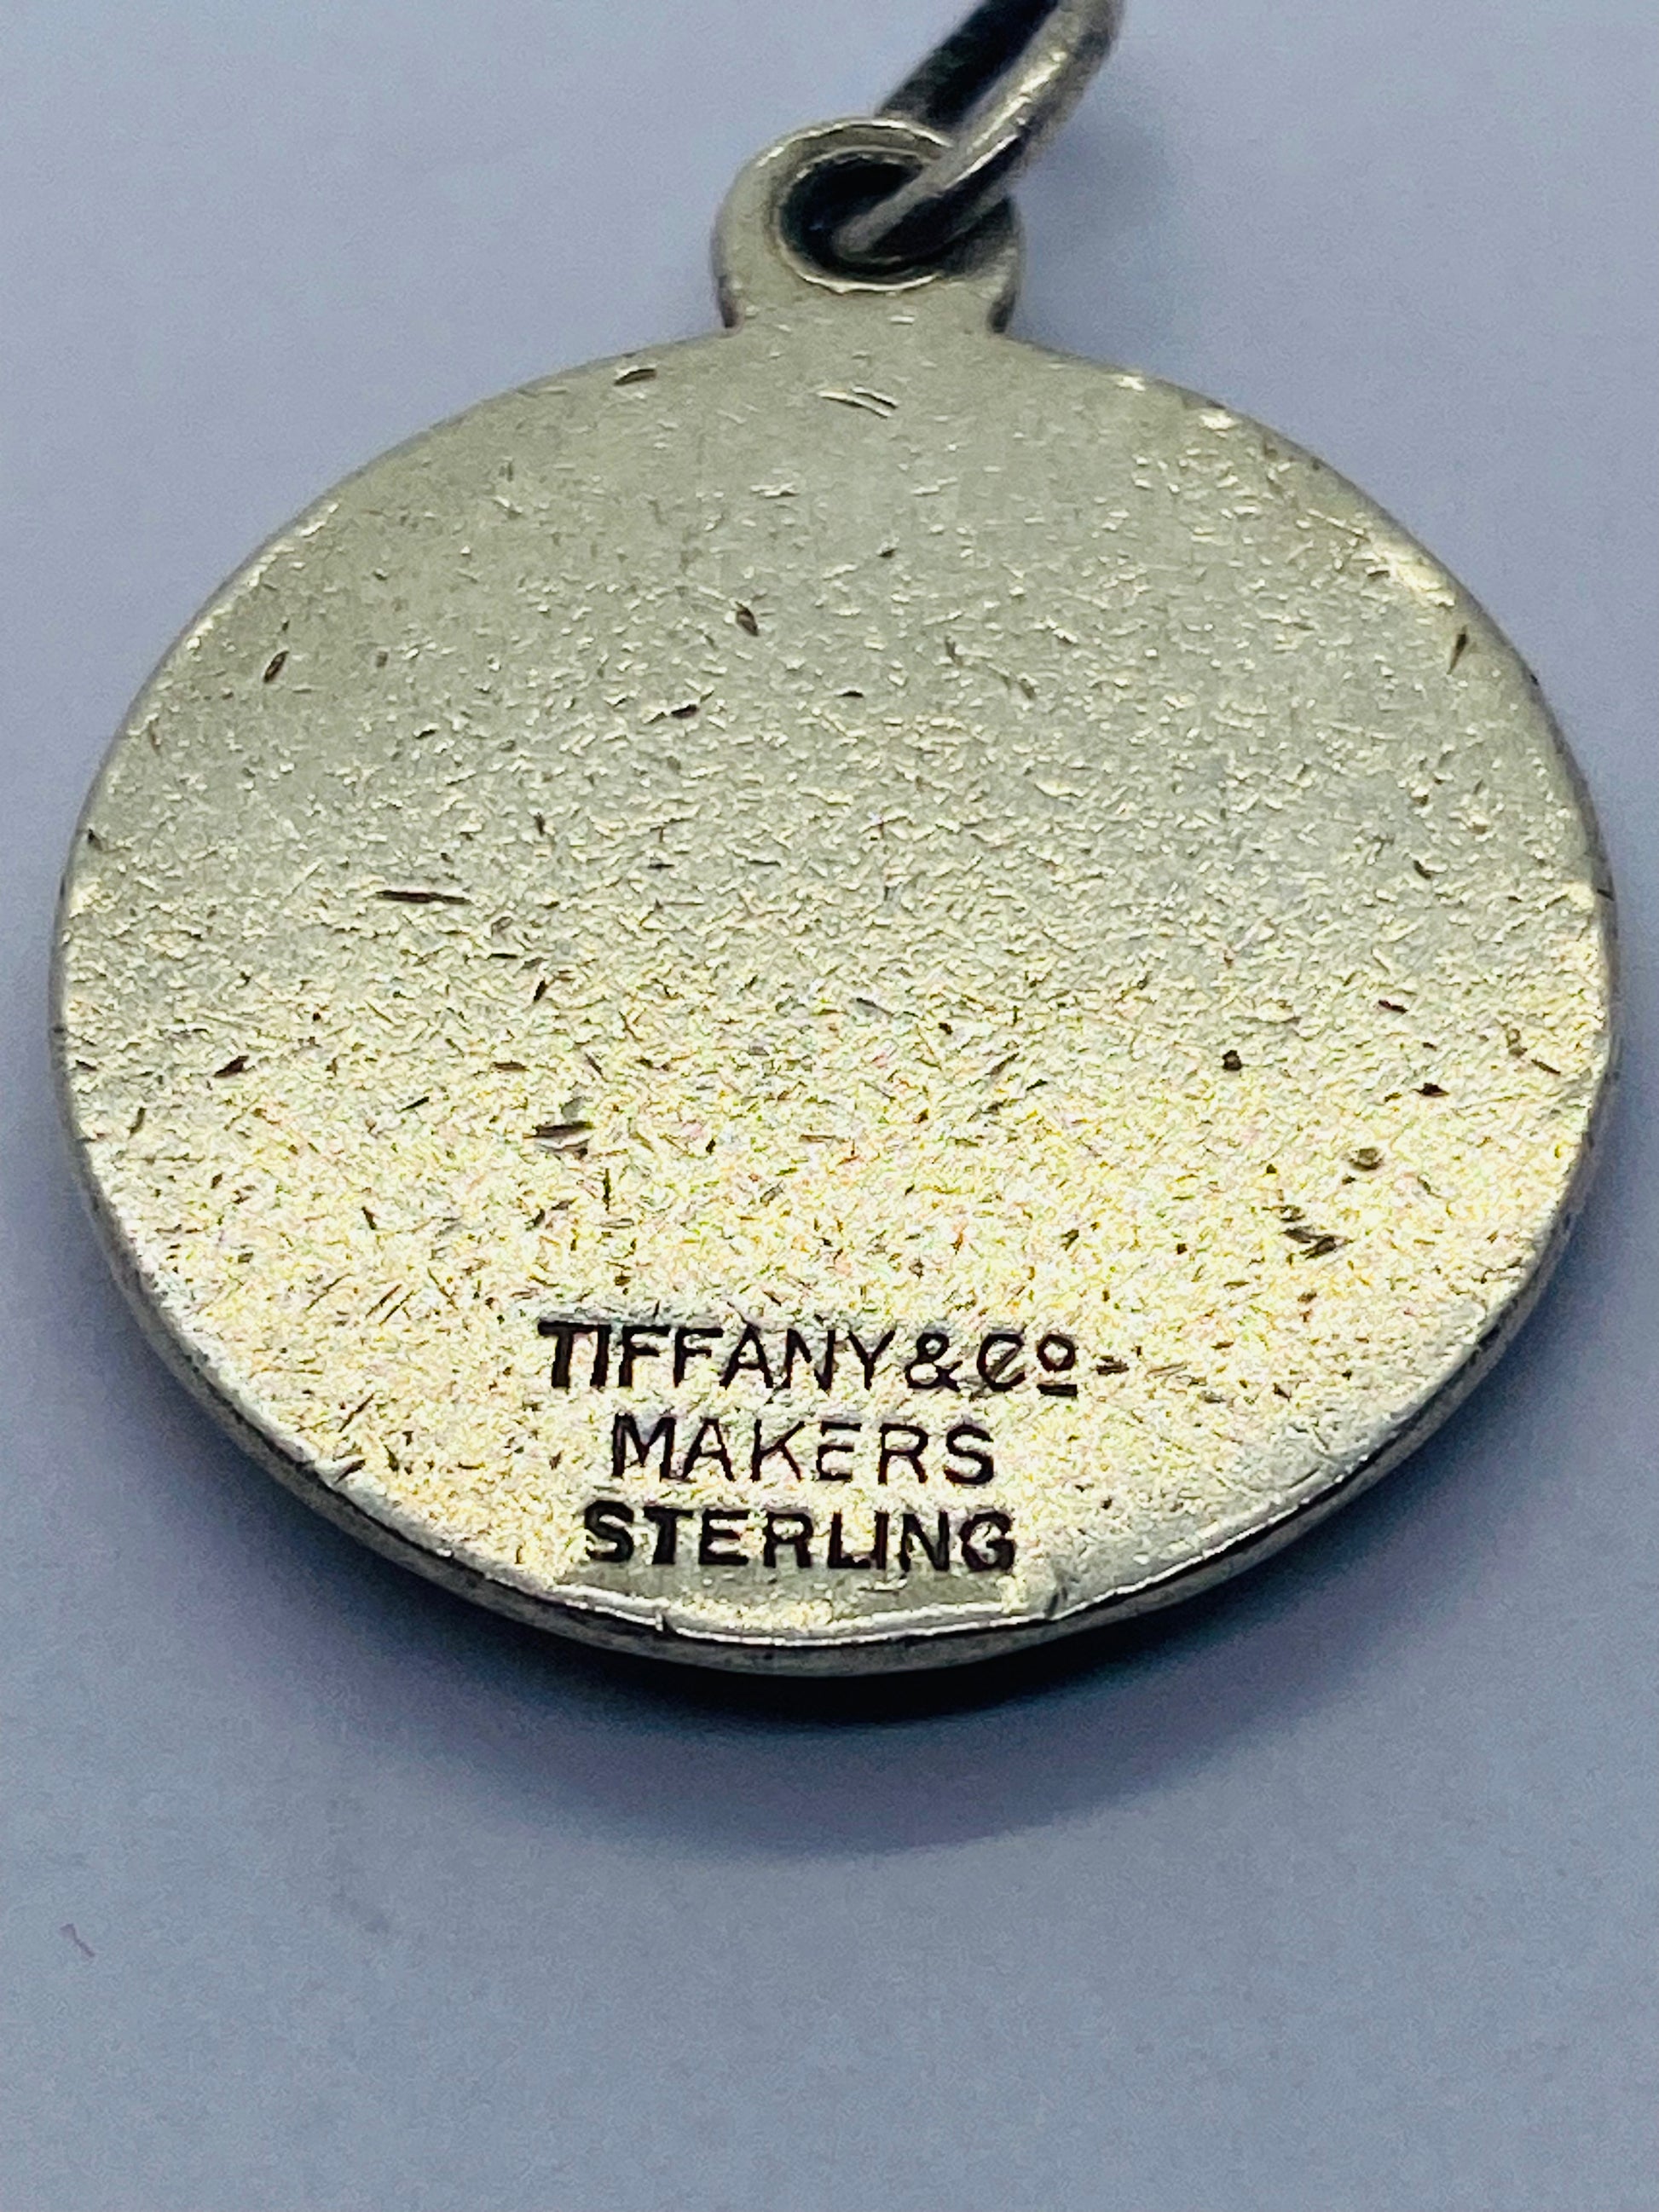 TIFFANY & Cº
MAKERS
STERLING